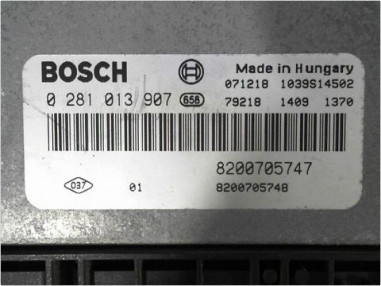 BOSCH Made in Hungary
071218 1039S14502
0 281 013 907 656 79218 1409 1370
8200705747
037 01 8200705748